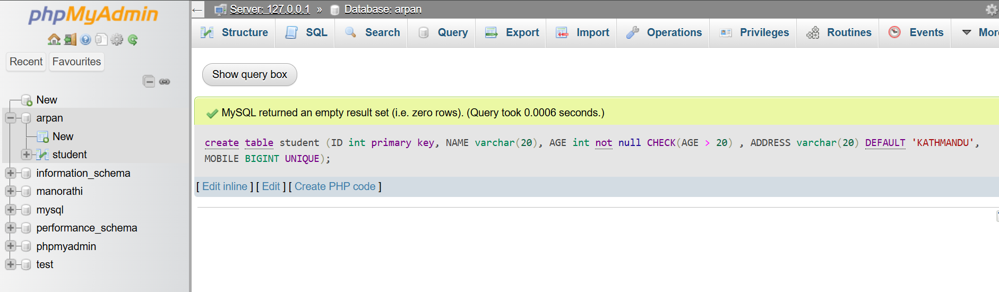 phpMyAdmin
Recent Favourites
New
arpan
New
student
information_schema
manorathi
mysql
performance_schema
phpmyadmin
test
Server: 127.0.0.1 » Database: arpan
Structure SQL Search Query Export Import Operations Privileges Routines Events More
Show query box
MySQL returned an empty result set (i.e. zero rows). (Query took 0.0006 seconds.)
create table student (ID int primary key, NAME varchar(20), AGE int not null CHECK(AGE > 20) , ADDRESS varchar(20) DEFAULT 'KATHMANDU',
MOBILE BIGINT UNIQUE);
[ Edit inline ] [ Edit ] [ Create PHP code ]